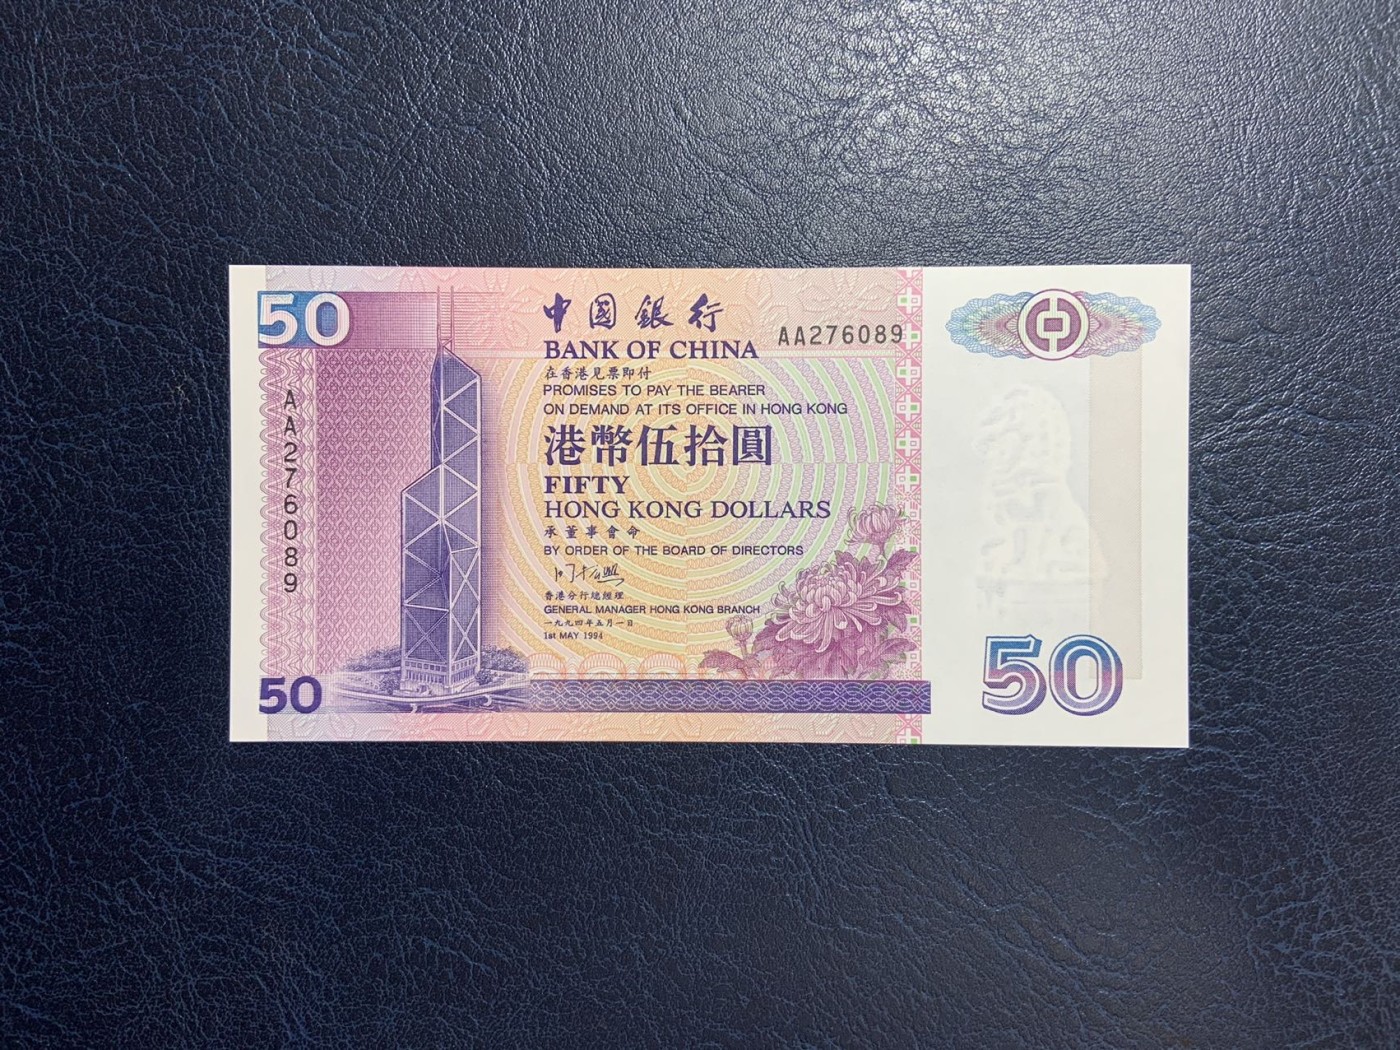 50
中國銀行
AA276089
BANK OF CHINA
在香港見票即付
PROMISES TO PAY THE BEARER
ON DEMAND AT ITS OFFICE IN HONG KONG
港幣伍拾圓
FIFTY
HONG KONG DOLLARS
承董事會命
BY ORDER OF THE BOARD OF DIRECTORS
香港分行總經理
GENERAL MANAGER HONG KONG BRANCH
一九九四年五月一日
1st MAY 1994
AA276089
50
50